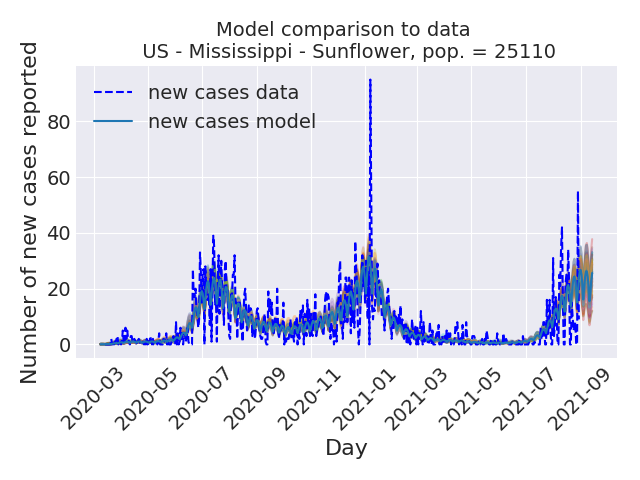 Model comparison to data
US - Mississippi - Sunflower, pop. = 25110
Number of new cases reported
new cases data
new cases model
80
60
40
20
0
2020-03
2020-05
2020-07
2020-09
2020-11
2021-01
2021-03
2021-05
2021-07
2021-09
Day